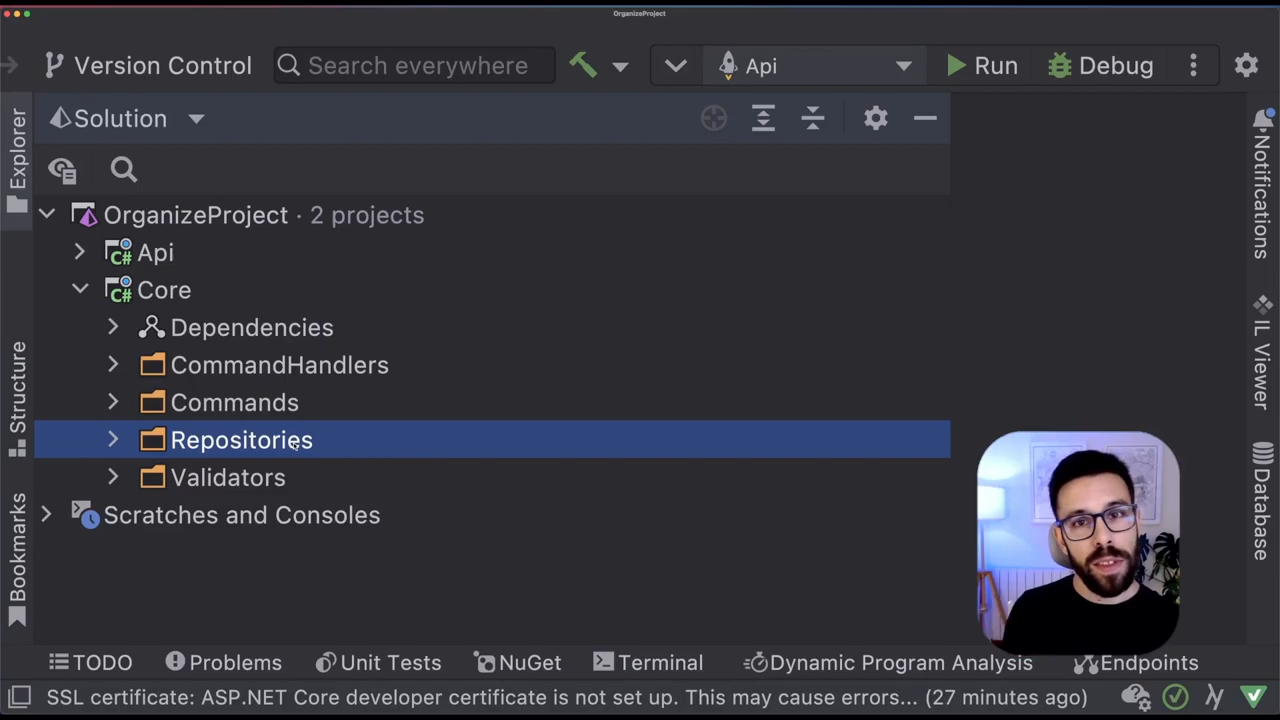 OrganizeProject
Version Control
Search everywhere
Api
Run
Debug
Explorer
Structure
Bookmarks
Solution
OrganizeProject · 2 projects
Api
C# Core
Dependencies
CommandHandlers
Commands
Repositories
Validators
Scratches and Consoles
Notifications
IL Viewer
Database
TODO
Problems
Unit Tests
NuGet
Terminal
Dynamic Program Analysis
Endpoints
SSL certificate: ASP.NET Core developer certificate is not set up. This may cause errors... (27 minutes ago)